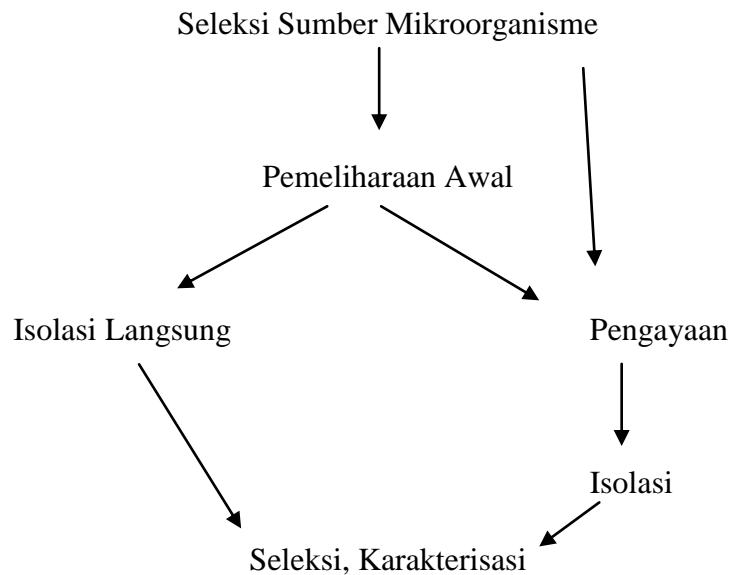 Seleksi Sumber Mikroorganisme
Pemeliharaan Awal
Isolasi Langsung
Pengayaan
Isolasi
Seleksi, Karakterisasi